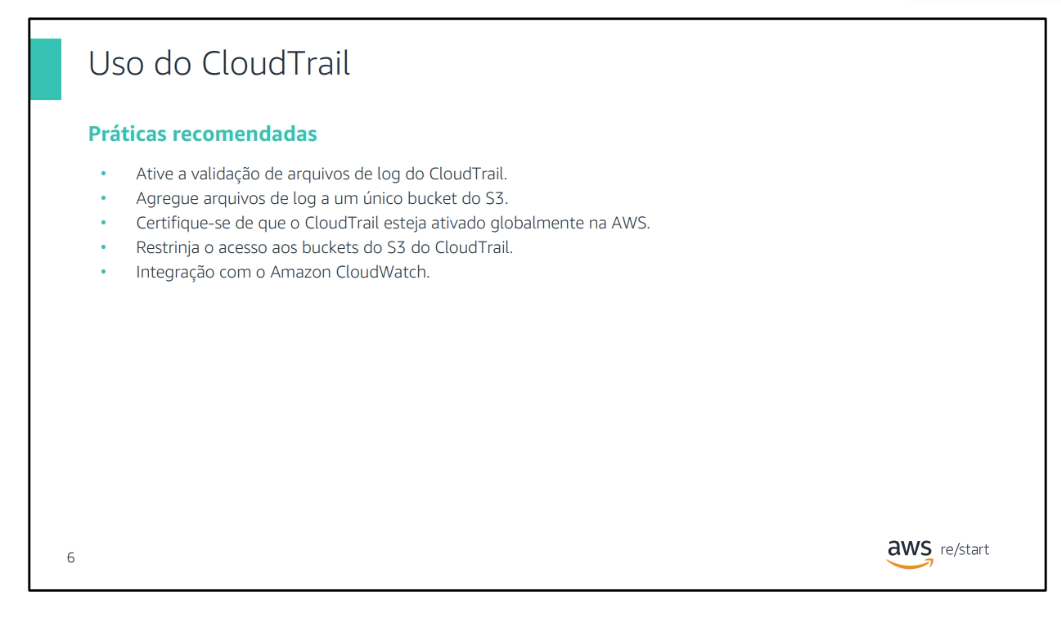 Uso do CloudTrail
Práticas recomendadas
• Ative a validação de arquivos de log do CloudTrail.
• Agregue arquivos de log a um único bucket do S3.
• Certifique-se de que o CloudTrail esteja ativado globalmente na AWS.
• Restrinja o acesso aos buckets do S3 do CloudTrail.
• Integração com o Amazon CloudWatch.
6
aws re/start